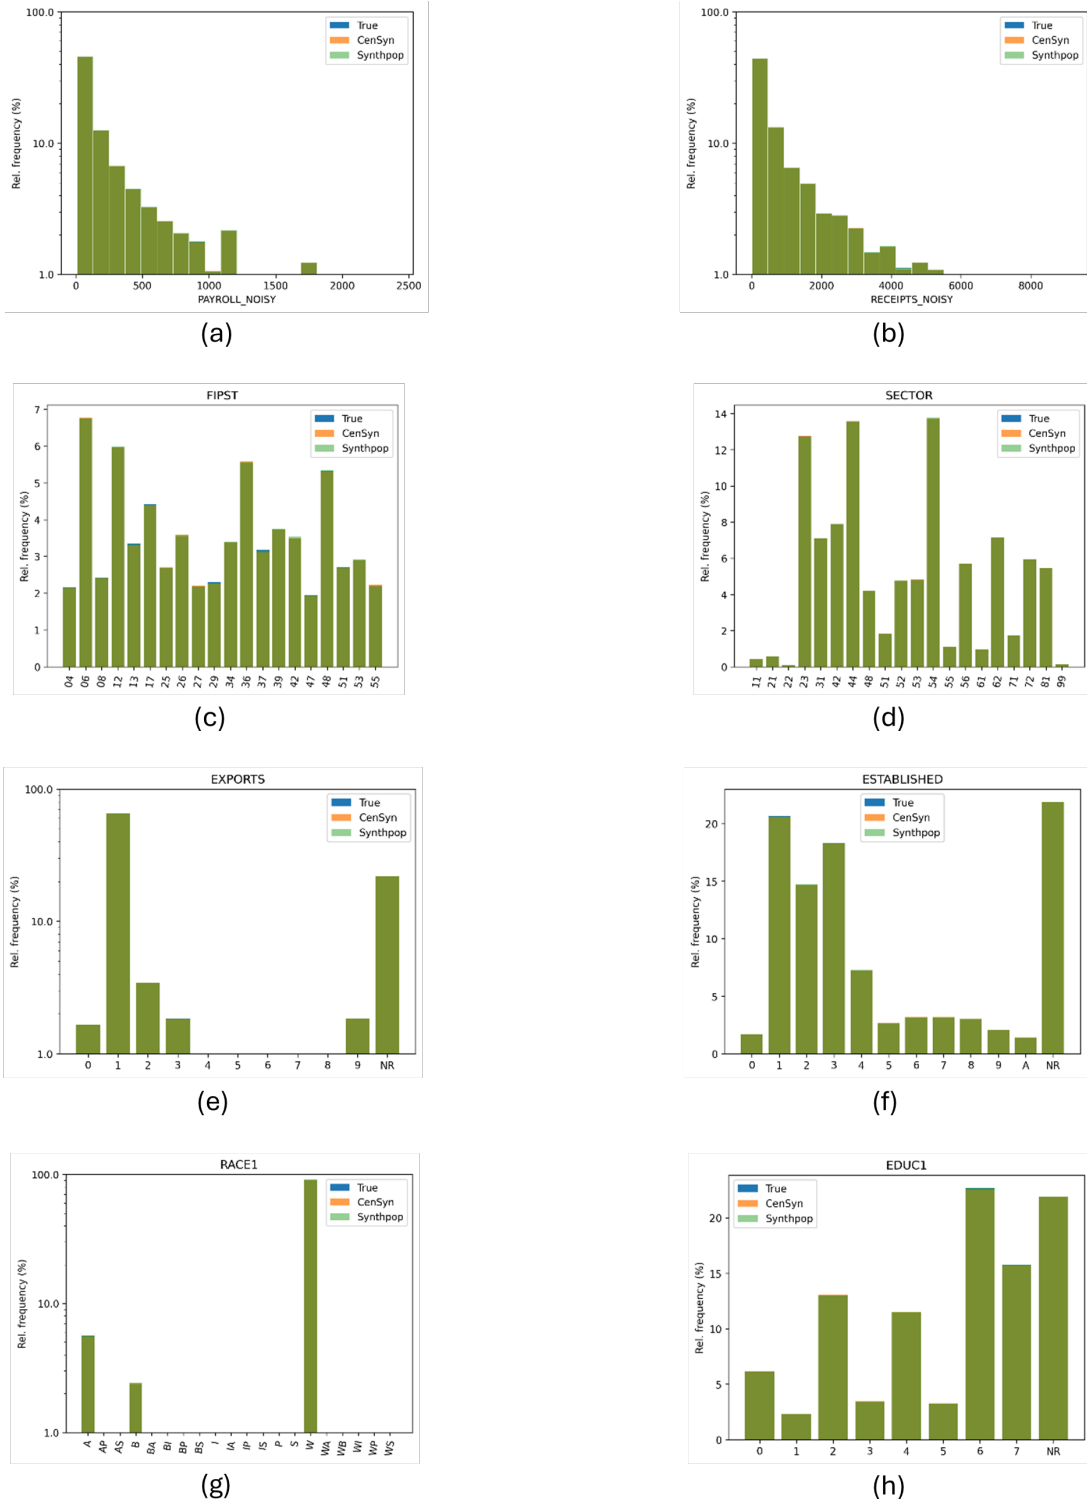 100.0
10.0
1.0
Rel. frequency (%)
True
CenSyn
Synthpop
0 500 1000 1500 2000 2500
PAYROLL_NOISY
(a)
100.0
10.0
1.0
Rel. frequency (%)
True
CenSyn
Synthpop
0 2000 4000 6000 8000
RECEIPTS_NOISY
(b)
FIPST
7
6
5
4
3
2
1
0
Rel. frequency (%)
True
CenSyn
Synthpop
04 06 08 12 13 17 25 26 27 29 34 36 37 39 42 47 48 51 53 55
(c)
SECTOR
14
12
10
8
6
4
2
0
Rel. frequency (%)
True
CenSyn
Synthpop
11 21 22 23 31 42 44 48 51 52 53 54 55 56 61 62 71 72 81 99
(d)
EXPORTS
100.0
10.0
1.0
Rel. frequency (%)
True
CenSyn
Synthpop
0 1 2 3 4 5 6 7 8 9 NR
(e)
ESTABLISHED
20
15
10
5
0
Rel. frequency (%)
True
CenSyn
Synthpop
0 1 2 3 4 5 6 7 8 9 A NR
(f)
RACE1
100.0
10.0
1.0
Rel. frequency (%)
True
CenSyn
Synthpop
A AP AS B BA BI BP BS I IA IP IS P S W WA WB WI WP WS
(g)
EDUC1
20
15
10
5
0
Rel. frequency (%)
True
CenSyn
Synthpop
0 1 2 3 4 5 6 7 NR
(h)